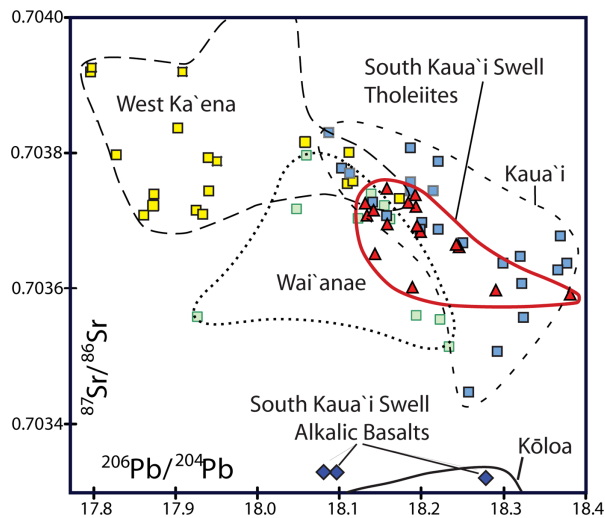 0.7040
South Kaua`i Swell
Tholeiites
West Ka`ena
0.7038
Kaua`i
Wai`anae
0.7036
87Sr/86Sr
South Kaua`i Swell
Alkalic Basalts
0.7034
Kōloa
206Pb/204Pb
17.8 17.9 18.0 18.1 18.2 18.3 18.4